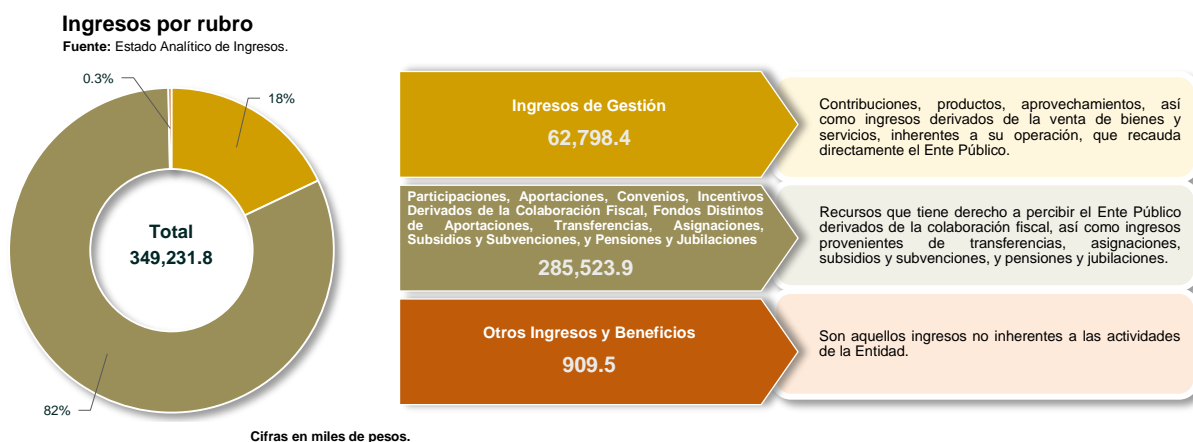 Ingresos por rubro
Fuente: Estado Analítico de Ingresos.
0.3%
18%
Total
349,231.8
82%
Ingresos de Gestión
62,798.4
Contribuciones, productos, aprovechamientos, así
como ingresos derivados de la venta de bienes y
servicios, inherentes a su operación, que recauda
directamente el Ente Público.
Participaciones, Aportaciones, Convenios, Incentivos
Derivados de la Colaboración Fiscal, Fondos Distintos
de Aportaciones, Transferencias, Asignaciones,
Subsidios y Subvenciones, y Pensiones y Jubilaciones
285,523.9
Recursos que tiene derecho a percibir el Ente Público
derivados de la colaboración fiscal, así como ingresos
provenientes de transferencias, asignaciones,
subsidios y subvenciones, y pensiones y jubilaciones.
Otros Ingresos y Beneficios
909.5
Son aquellos ingresos no inherentes a las actividades
de la Entidad.
Cifras en miles de pesos.